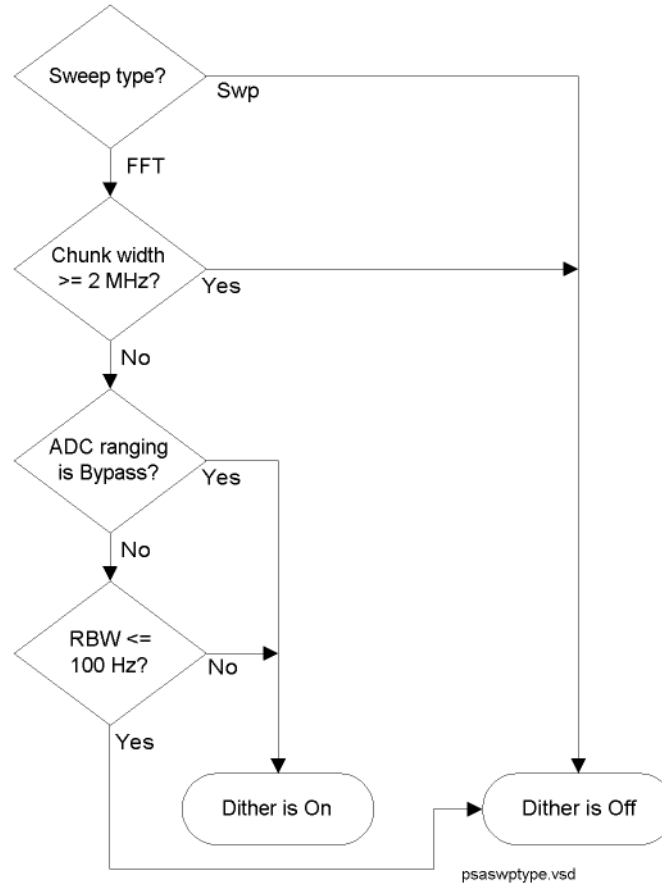 Sweep type?
Swp
FFT
Chunk width
>= 2 MHz?
Yes
No
ADC ranging
is Bypass?
Yes
No
RBW <=
100 Hz?
No
Yes
Dither is On
Dither is Off
psaswptype.vsd